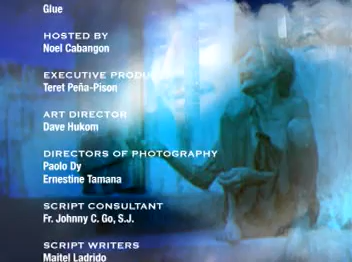 Glue
HOSTED BY
Noel Cabangon
EXECUTIVE PRODU
Teret Peña-Pison
ART DIRECTOR
Dave Hukom
DIRECTORS OF PHOTOGRAPHY
Paolo Dy
Ernestine Tamana
SCRIPT CONSULTANT
Fr. Johnny C. Go, S.J.
SCRIPT WRITERS
Maitel Ladrido